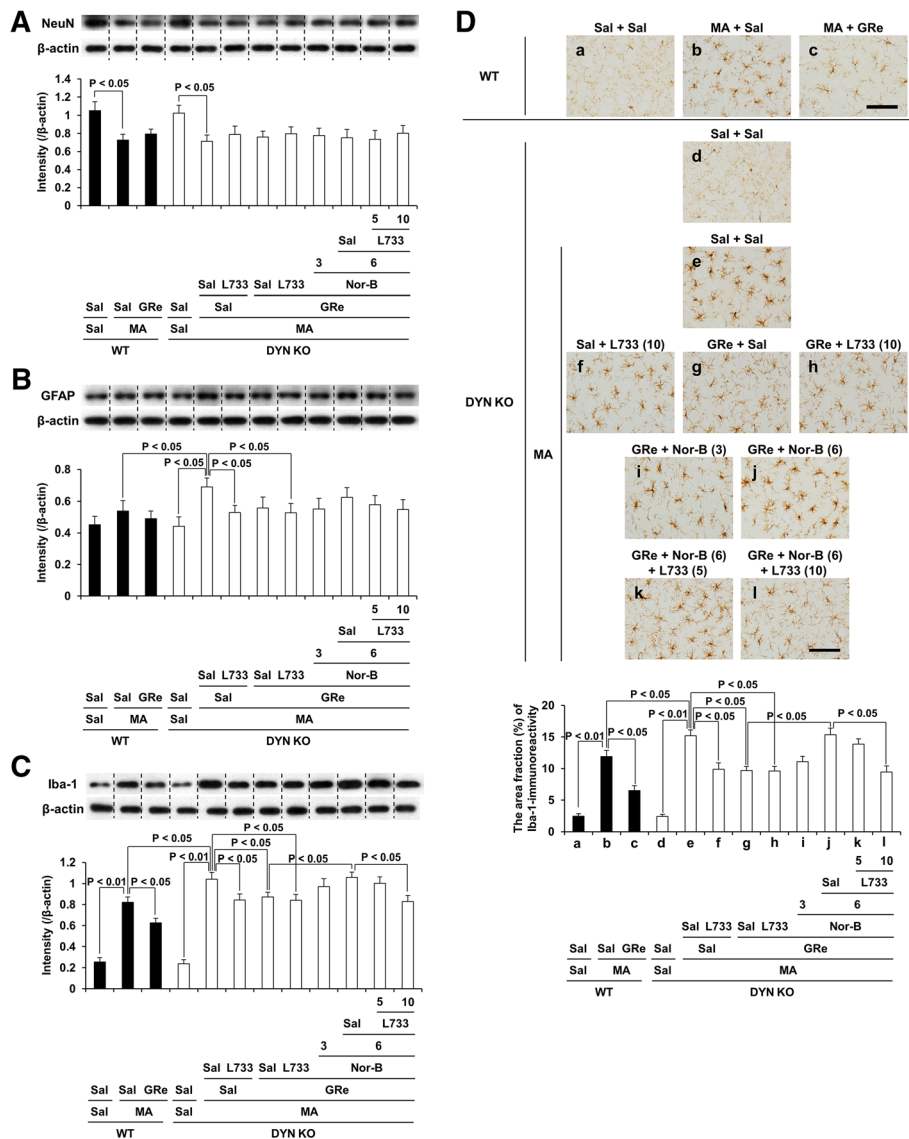 A
NeuN
β-actin
P < 0.05
P < 0.05
Intensity (/β-actin)
1.4
1.2
1
0.8
0.6
0.4
0.2
0
5 10
Sal L733
3 6
Sal L733 Sal L733 Nor-B
Sal Sal GRe Sal Sal GRe
Sal MA Sal MA
WT DYN KO
B
GFAP
β-actin
P < 0.05
P < 0.05
P < 0.05
P < 0.05
Intensity (/β-actin)
0.8
0.6
0.4
0.2
0
5 10
Sal L733
3 6
Sal L733 Sal L733 Nor-B
Sal Sal GRe Sal Sal GRe
Sal MA Sal MA
WT DYN KO
C
Iba-1
β-actin
P < 0.05
P < 0.05
P < 0.01 P < 0.05 P < 0.05
P < 0.01 P < 0.05
P < 0.05
Intensity (/β-actin)
1.2
1
0.8
0.6
0.4
0.2
0
5 10
Sal L733
3 6
Sal L733 Sal L733 Nor-B
Sal Sal GRe Sal Sal GRe
Sal MA Sal MA
WT DYN KO
D
Sal + Sal MA + Sal MA + GRe
WT a b c
Sal + Sal
d
Sal + Sal
e
Sal + L733 (10) GRe + Sal GRe + L733 (10)
f g h
DYN KO
MA
GRe + Nor-B (3) GRe + Nor-B (6)
i j
GRe + Nor-B (6) GRe + Nor-B (6)
+ L733 (5) + L733 (10)
k l
P < 0.05
P < 0.05 P < 0.05
P < 0.01 P < 0.05 P < 0.05
P < 0.01 P < 0.05
The area fraction (%) of
Iba-1-immunoreactivity
20
15
10
5
0
a b c d e f g h i j k l
5 10
Sal L733
3 6
Sal L733 Sal L733 Nor-B
Sal Sal GRe Sal Sal GRe
Sal MA Sal MA
WT DYN KO